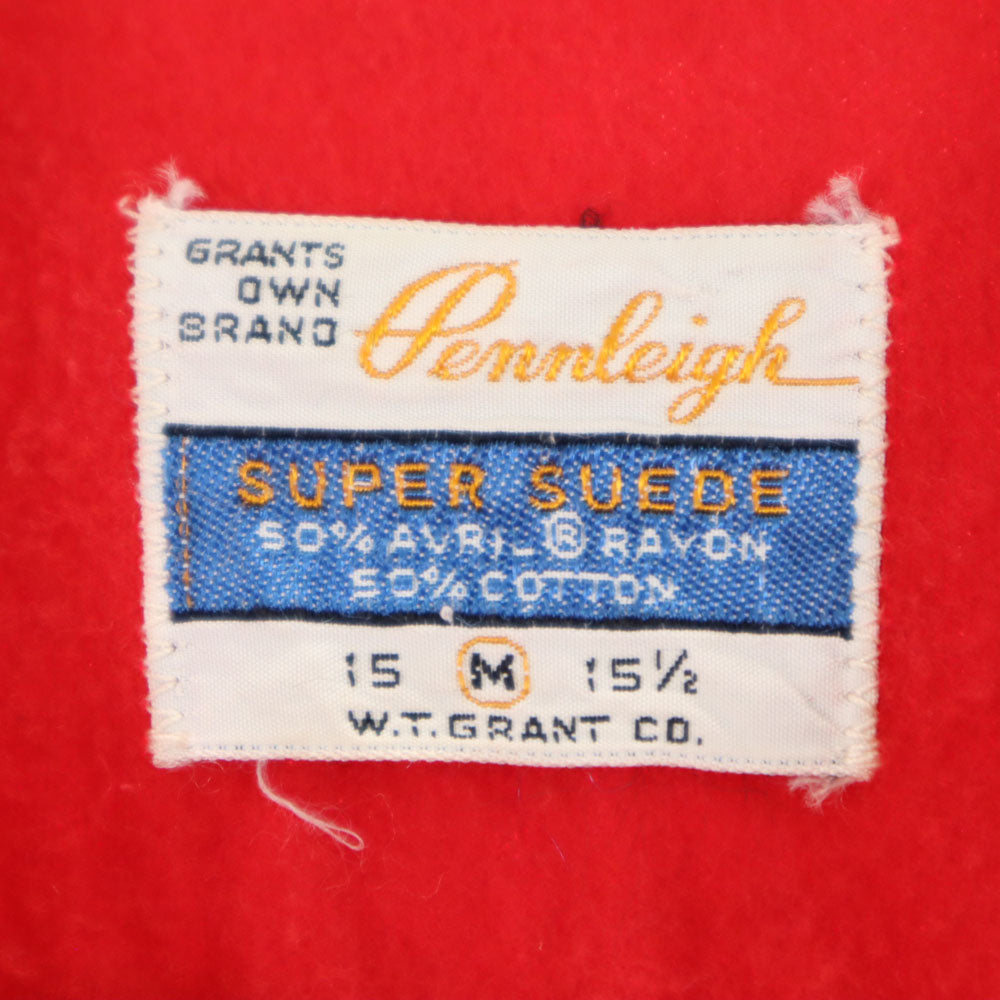 GRANTS
OWN
BRAND
Pennleigh
SUPER SUEDE
50% AVRIL® RAYON
50% COTTON
15 M 15½
W.T. GRANT CO.